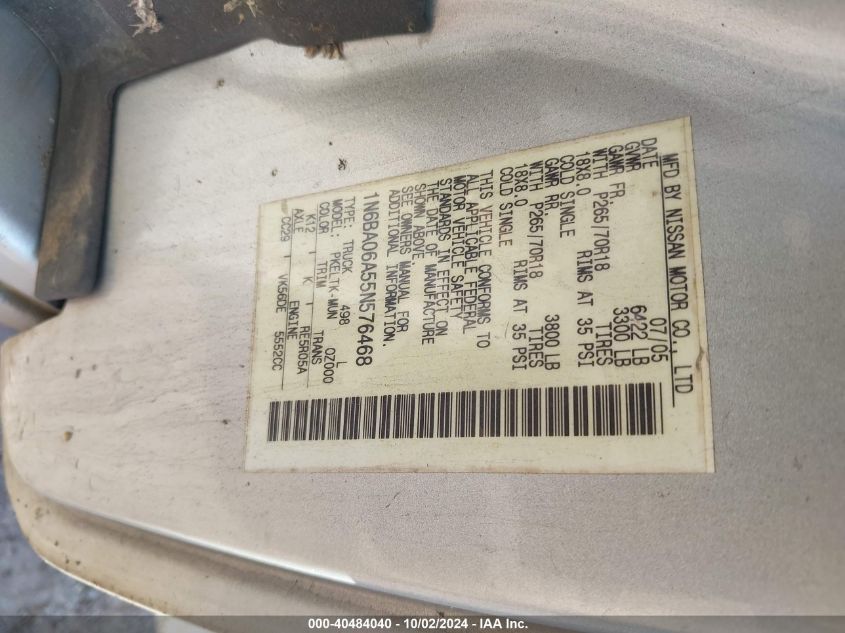 MFD BY NISSAN MOTOR CO., LTD
DATE 07/05
GVWR 6422 LB
GAWR FR. 3300 LB
WITH P265/70R18 TIRES
18X8.0 RIMS AT 35 PSI
COLD SINGLE
GAWR RR. 3800 LB
WITH P265/70R18 TIRES
18X8.0 RIMS AT 35 PSI
COLD SINGLE
THIS VEHICLE CONFORMS TO
ALL APPLICABLE FEDERAL
MOTOR VEHICLE SAFETY
STANDARDS IN EFFECT ON
THE DATE OF MANUFACTURE
SHOWN ABOVE.
SEE OWNERS MANUAL FOR
ADDITIONAL INFORMATION.
1N6BA06A55N576468
TYPE: TRUCK 498 L
MODEL: PKELTK-MUN 0Z000
COLOR TRIM TRANS
K12 K RE5R05A
AXLE ENGINE
CC29 VK56DE 5552CC
000-40484040 - 10/02/2024 - IAA Inc.